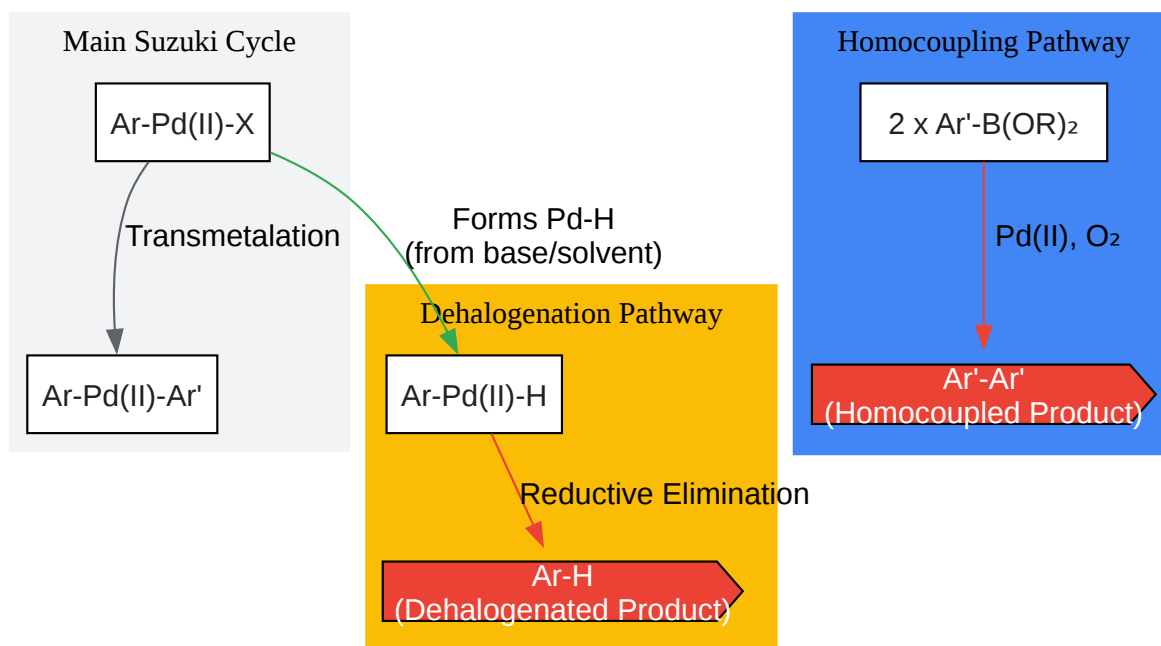 Main Suzuki Cycle
Ar-Pd(II)-X
Transmetalation
Ar-Pd(II)-Ar'
Forms Pd-H
(from base/solvent)
Dehalogenation Pathway
Ar-Pd(II)-H
Reductive Elimination
Ar-H
(Dehalogenated Product)
Homocoupling Pathway
2 x Ar'-B(OR)₂
Pd(II), O₂
Ar'-Ar'
(Homocoupled Product)